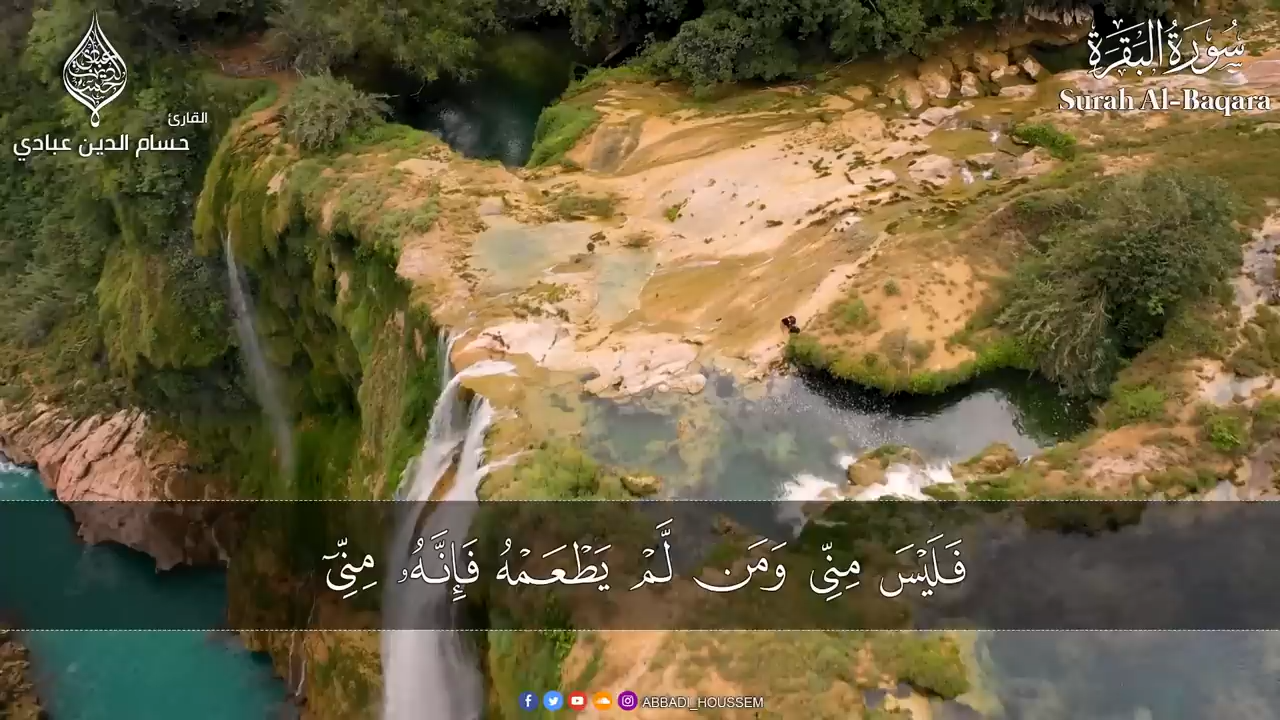 سُورَةُ البَقَرَة
Surah Al-Baqara
القارئ
حسام الدين عبادي
فَلَيْسَ مِنِّي وَمَن لَّمْ يَطْعَمْهُ فَإِنَّهُۥ مِنِّيٓ
ABBADI_HOUSSEM